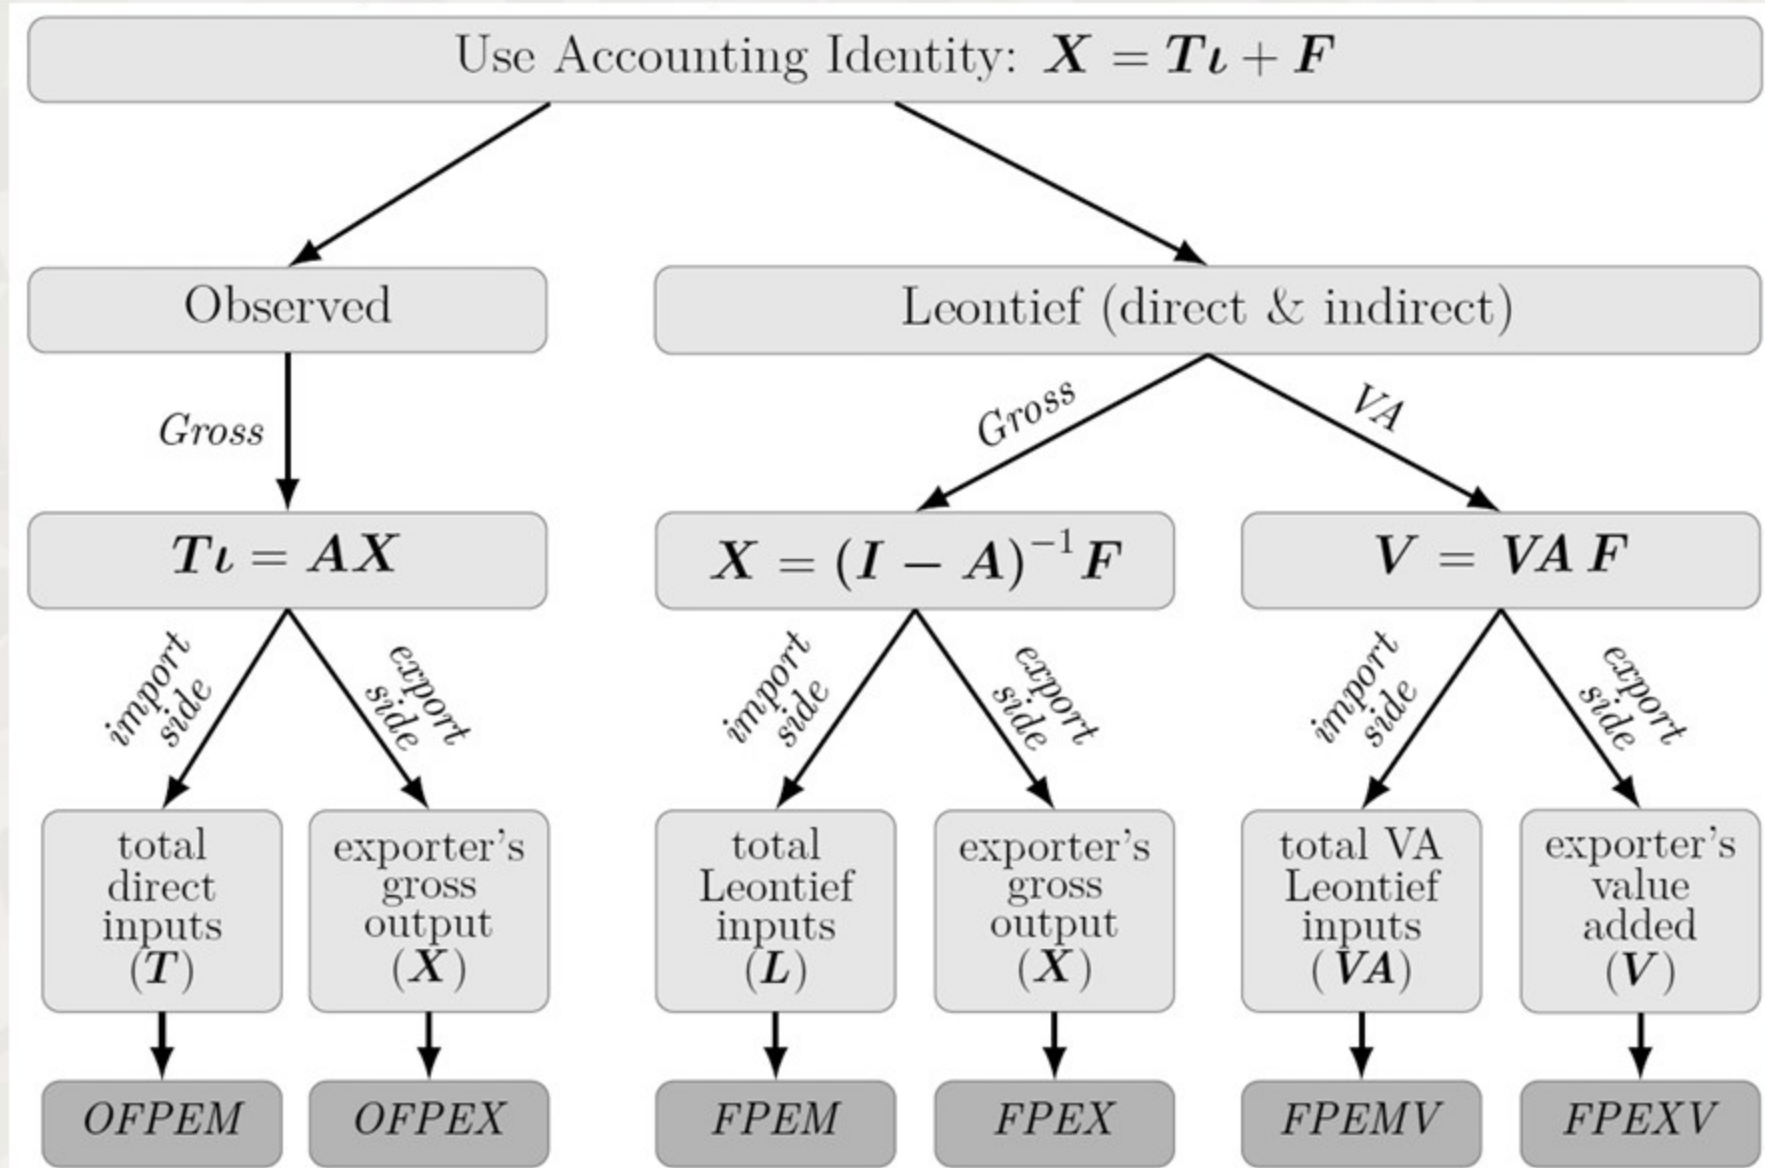 Use Accounting Identity: X = Tι + F
Observed
Leontief (direct & indirect)
Gross
Gross
VA
Tι = AX
X = (I − A)⁻¹F
V = VA F
import
side
export
side
import
side
export
side
import
side
export
side
total
direct
inputs
(T)
exporter's
gross
output
(X)
total
Leontief
inputs
(L)
exporter's
gross
output
(X)
total VA
Leontief
inputs
(VA)
exporter's
value
added
(V)
OFPEM
OFPEX
FPEM
FPEX
FPEMV
FPEXV